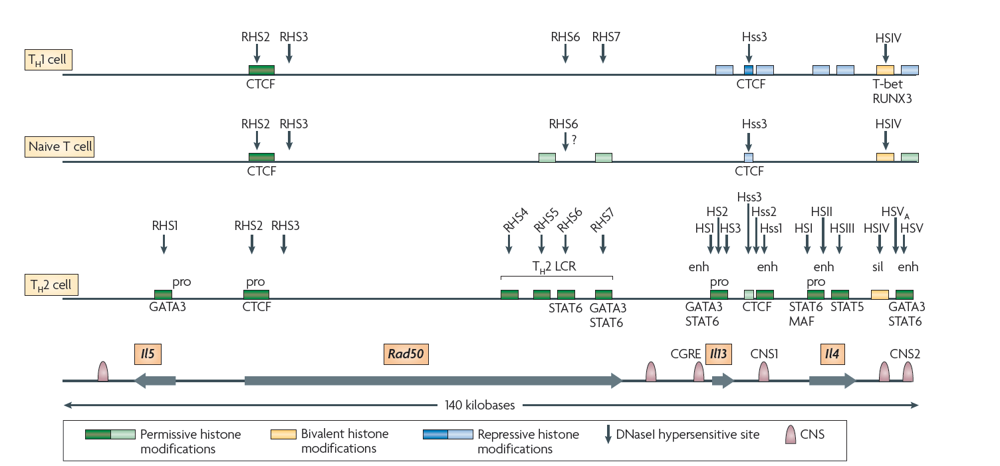 RHS2 RHS3 RHS6 RHS7 Hss3 HSIV
TH1 cell
CTCF CTCF T-bet
RUNX3
RHS2 RHS3 RHS6 Hss3 HSIV
?
Naive T cell
CTCF CTCF
Hss3
RHS4 RHS5 RHS6 RHS7 HS2 Hss2 HSII HSVA
RHS1 RHS2 RHS3 HS1 HS3 Hss1 HSI HSIII HSIV HSV
TH2 LCR enh enh enh sil enh
TH2 cell pro pro pro pro
GATA3 CTCF STAT6 GATA3 GATA3 CTCF STAT6 STAT5 GATA3
STAT6 STAT6 MAF STAT6
Il5 Rad50 CGRE Il13 CNS1 Il4 CNS2
140 kilobases
Permissive histone Bivalent histone Repressive histone DNaseI hypersensitive site CNS
modifications modifications modifications